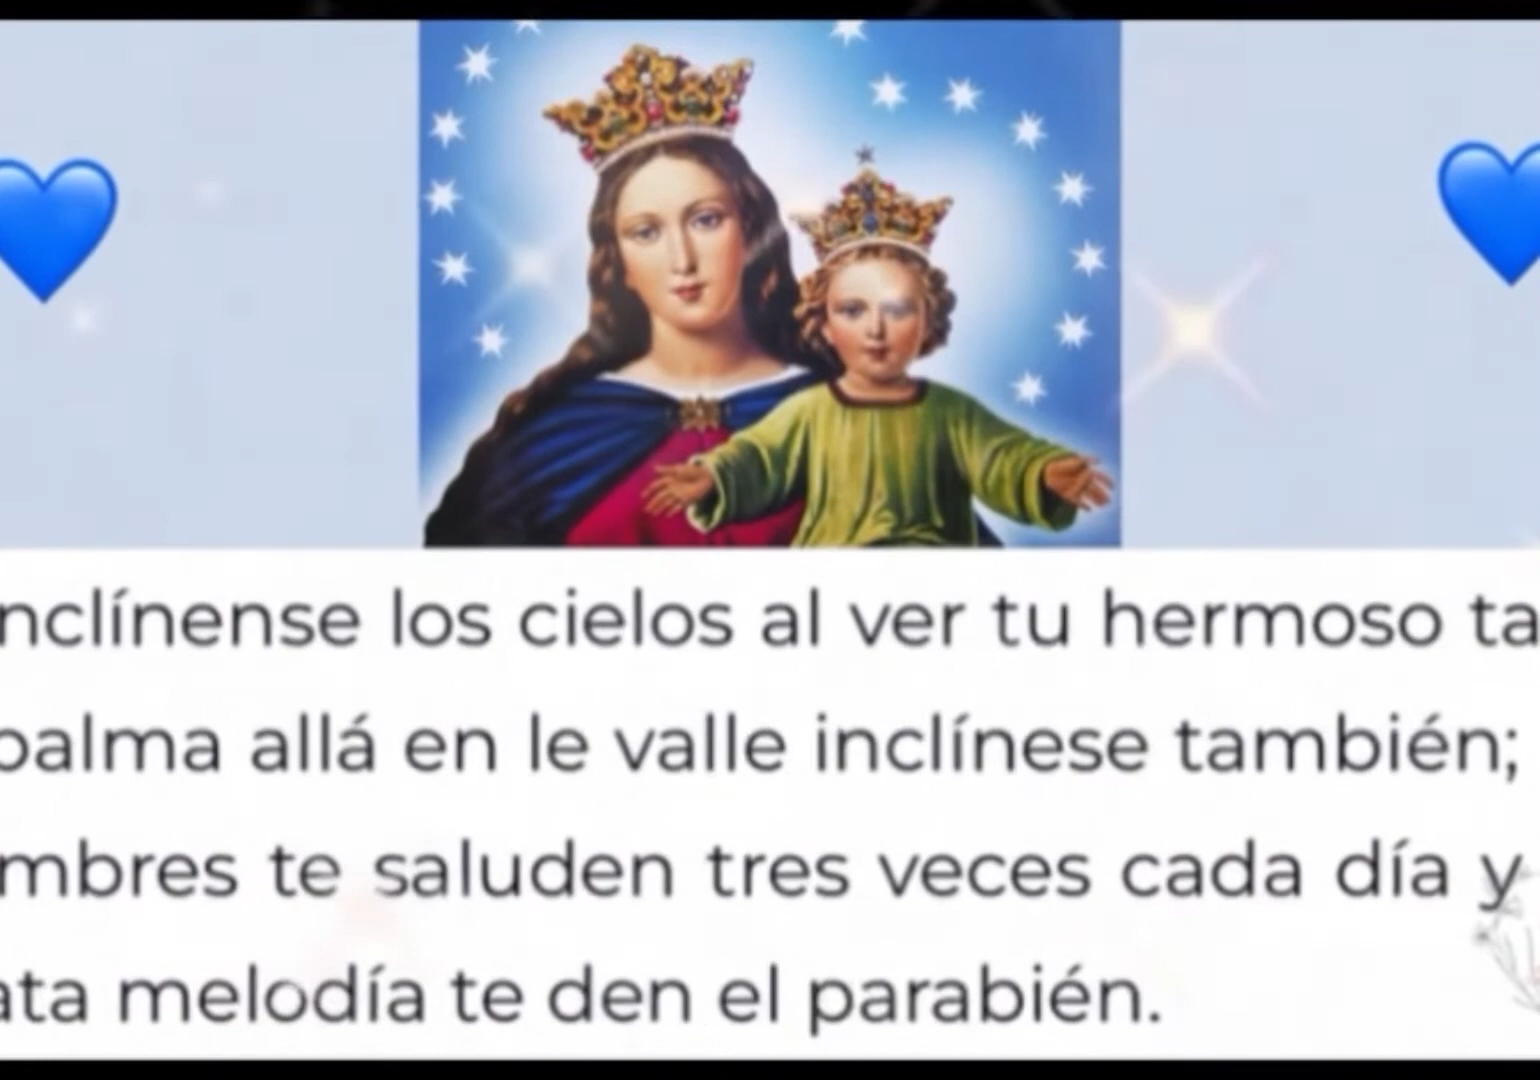 nclínense los cielos al ver tu hermoso ta
palma allá en le valle inclínese también;
mbres te saluden tres veces cada día y
ata melodía te den el parabién.